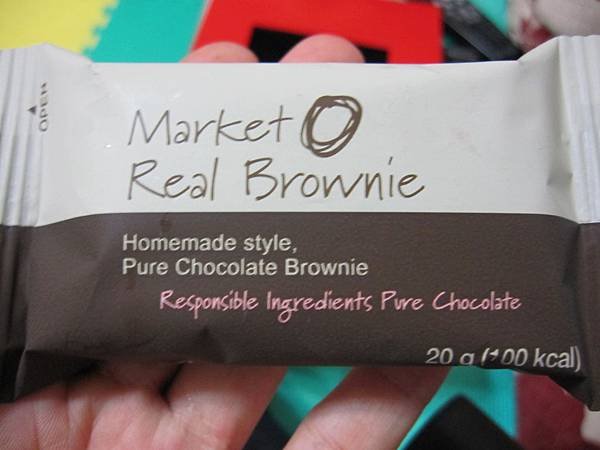 OPEN
Market O
Real Brownie
Homemade style,
Pure Chocolate Brownie
Responsible Ingredients Pure Chocolate
20 g (100 kcal)